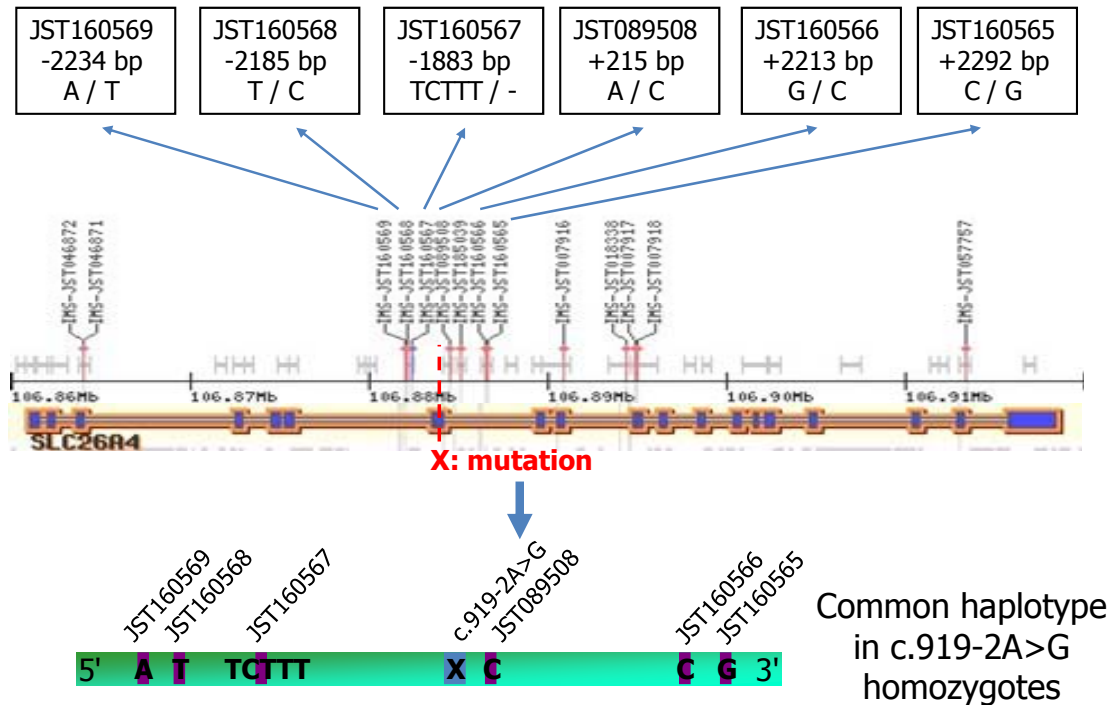 JST160569
-2234 bp
A / T
JST160568
-2185 bp
T / C
JST160567
-1883 bp
TCTTT / -
JST089508
+215 bp
A / C
JST160566
+2213 bp
G / C
JST160565
+2292 bp
C / G
IMS-JST046872
IMS-JST046871
IMS-JST160569
IMS-JST160568
IMS-JST160567
IMS-JST089508
IMS-JST185039
IMS-JST160566
IMS-JST160565
IMS-JST007916
IMS-JST018338
IMS-JST007917
IMS-JST007918
IMS-JST057757
106.86Mb 106.87Mb 106.88Mb 106.89Mb 106.90Mb 106.91Mb
SLC26A4
X: mutation
JST160569
JST160568
JST160567
c.919-2A>G
JST089508
JST160566
JST160565
5' A T TCTTT X C C G 3'
Common haplotype
in c.919-2A>G
homozygotes